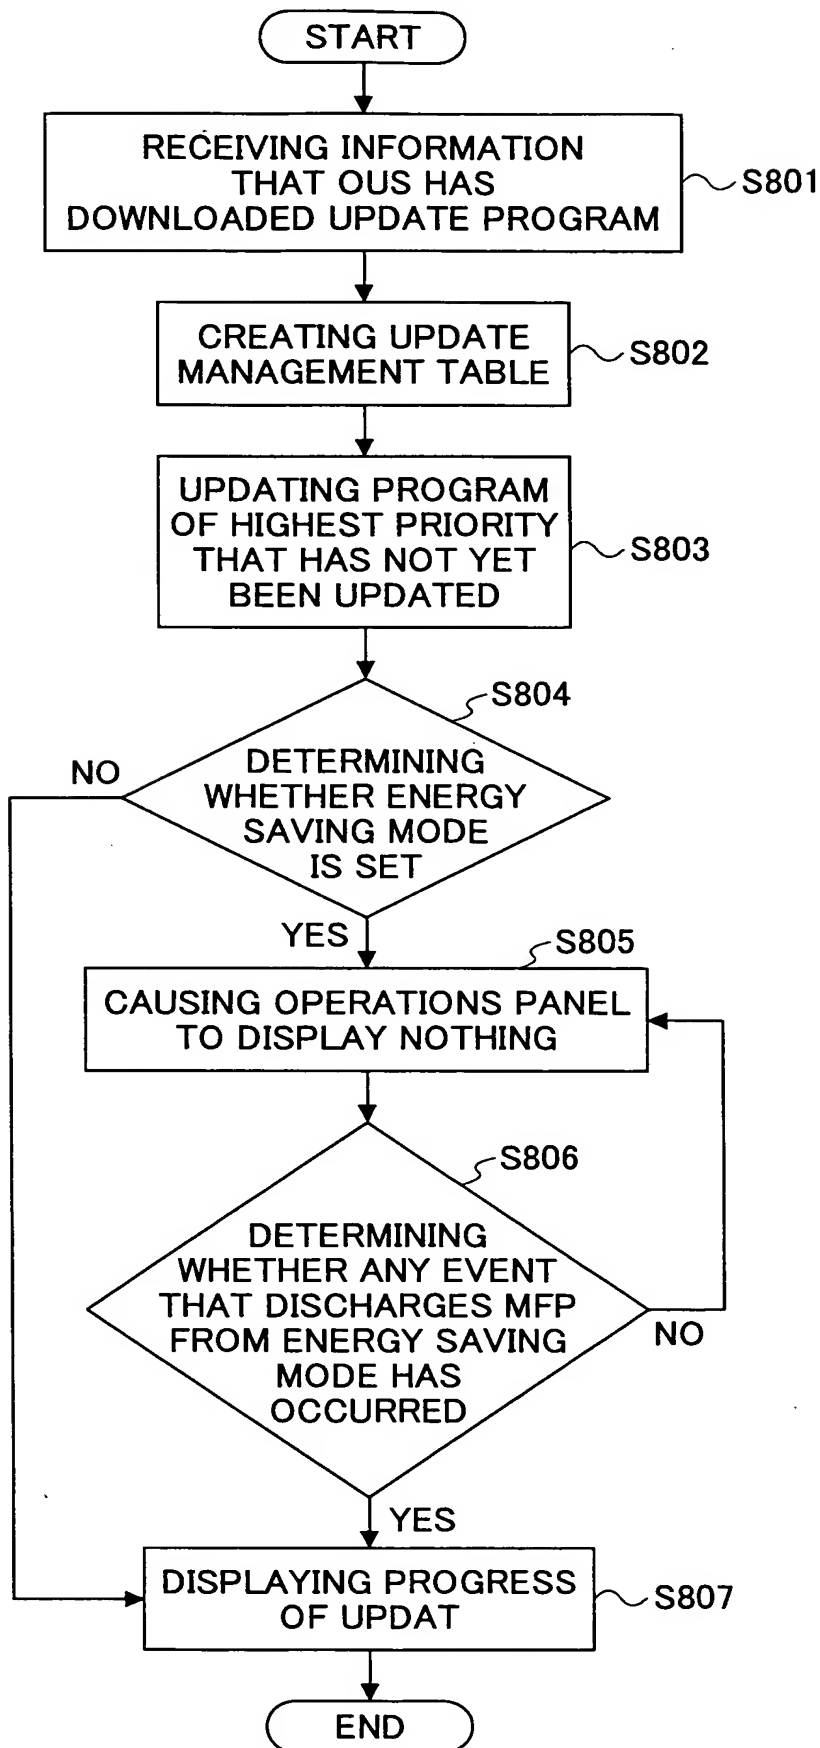 START
RECEIVING INFORMATION
THAT OUS HAS
DOWNLOADED UPDATE PROGRAM
S801
CREATING UPDATE
MANAGEMENT TABLE
S802
UPDATING PROGRAM
OF HIGHEST PRIORITY
THAT HAS NOT YET
BEEN UPDATED
S803
S804
NO
DETERMINING
WHETHER ENERGY
SAVING MODE
IS SET
YES
S805
CAUSING OPERATIONS PANEL
TO DISPLAY NOTHING
S806
DETERMINING
WHETHER ANY EVENT
THAT DISCHARGES MFP
FROM ENERGY SAVING
MODE HAS
OCCURRED
NO
YES
DISPLAYING PROGRESS
OF UPDAT
S807
END